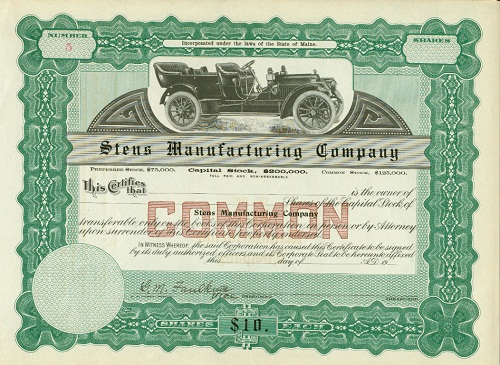 NUMBER
5
SHARES
Incorporated under the laws of the State of Maine.
Stens Manufacturing Company
PREFERRED STOCK, $75,000. CAPITAL STOCK, $200,000. COMMON STOCK, $125,000.
FULL PAID AND NON-ASSESSABLE
This Certifies that
is the owner of
Shares of the Capital Stock of
COMMON
Stens Manufacturing Company
transferable only on the books of this Corporation in person or by Attorney
upon surrender of this Certificate properly endorsed.
IN WITNESS WHEREOF, the said Corporation has caused this Certificate to be signed
by its duly authorized officers and its Corporate Seal to be hereunto affixed
this day of A.D. 19
VICE PRESIDENT
SHARES $10. EACH